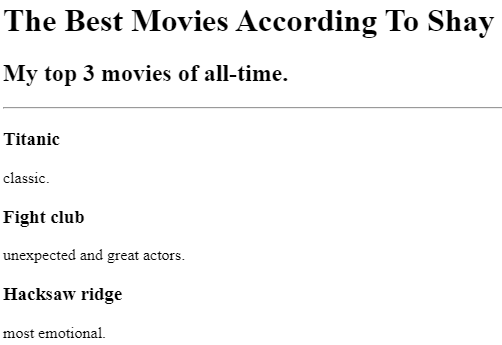 The Best Movies According To Shay
My top 3 movies of all-time.
Titanic
classic.
Fight club
unexpected and great actors.
Hacksaw ridge
most emotional.